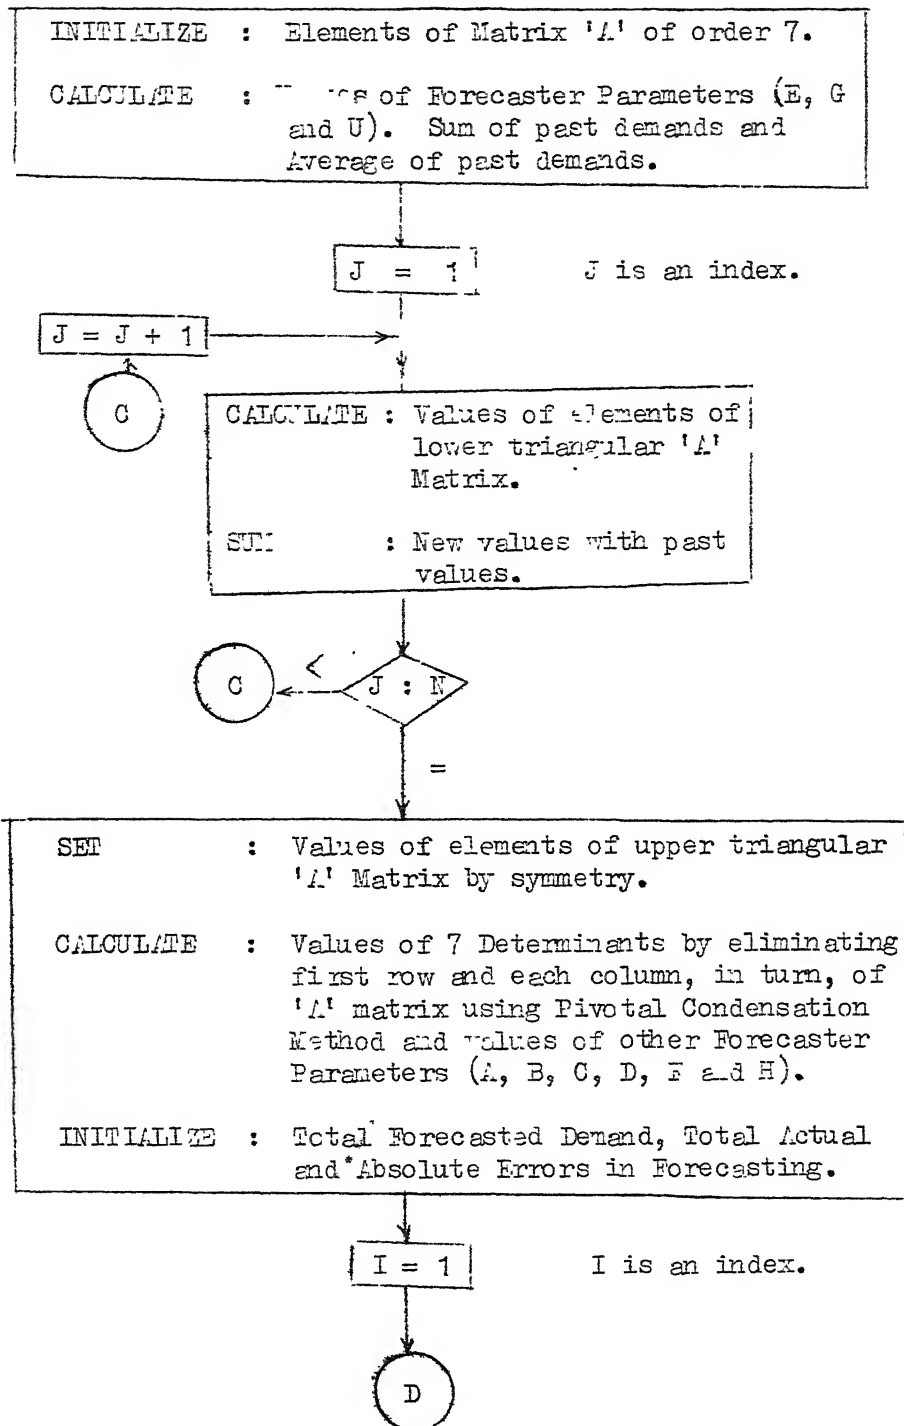 INITIALIZE : Elements of Matrix 'A' of order 7.
CALCULATE : of Forecaster Parameters (E, G
and U). Sum of past demands and
Average of past demands.
J = 1
J is an index.
J = J + 1
C
CALCULATE : Values of elements of
lower triangular 'A'
Matrix.
SUM : New values with past
values.
C
<
J : N
=
SET : Values of elements of upper triangular
'A' Matrix by symmetry.
CALCULATE : Values of 7 Determinants by eliminating
first row and each column, in turn, of
'A' matrix using Pivotal Condensation
Method and values of other Forecaster
Parameters (A, B, C, D, F and H).
INITIALIZE : Total Forecasted Demand, Total Actual
and Absolute Errors in Forecasting.
I = 1
I is an index.
D